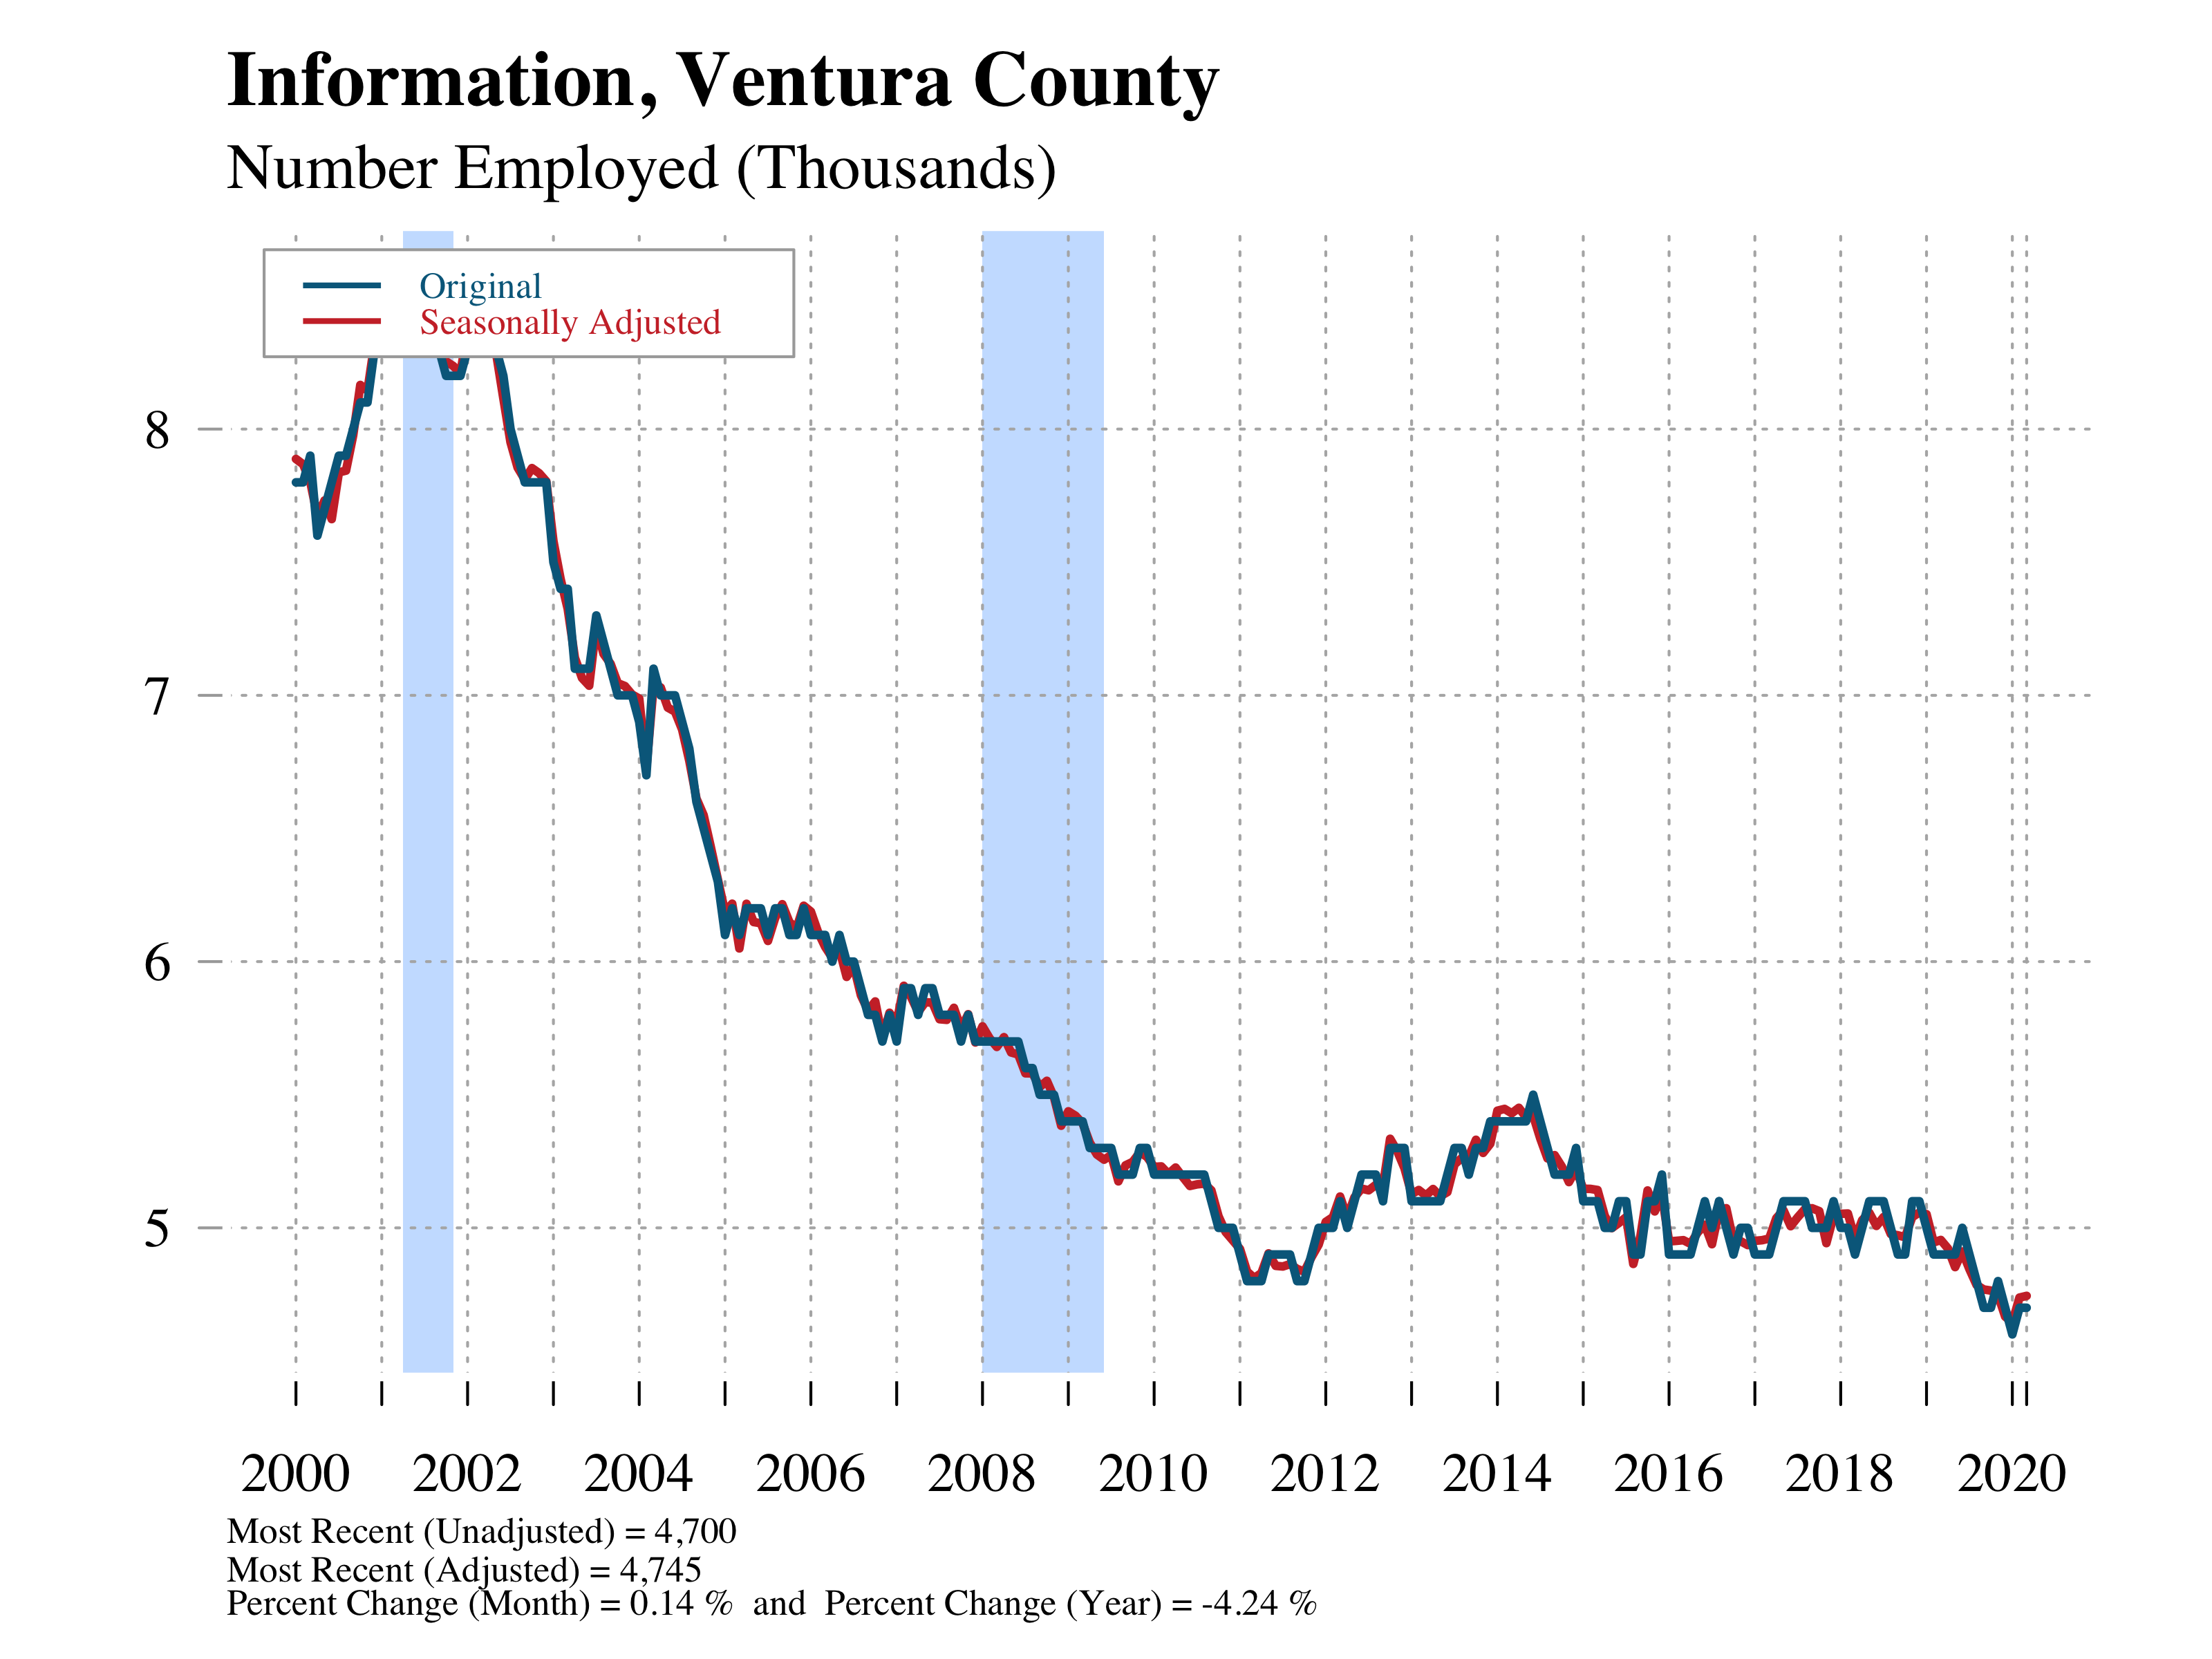 Information, Ventura County
Number Employed (Thousands)
Original
Seasonally Adjusted
8
7
6
5
2000 2002 2004 2006 2008 2010 2012 2014 2016 2018 2020
Most Recent (Unadjusted) = 4,700
Most Recent (Adjusted) = 4,745
Percent Change (Month) = 0.14 % and Percent Change (Year) = -4.24 %